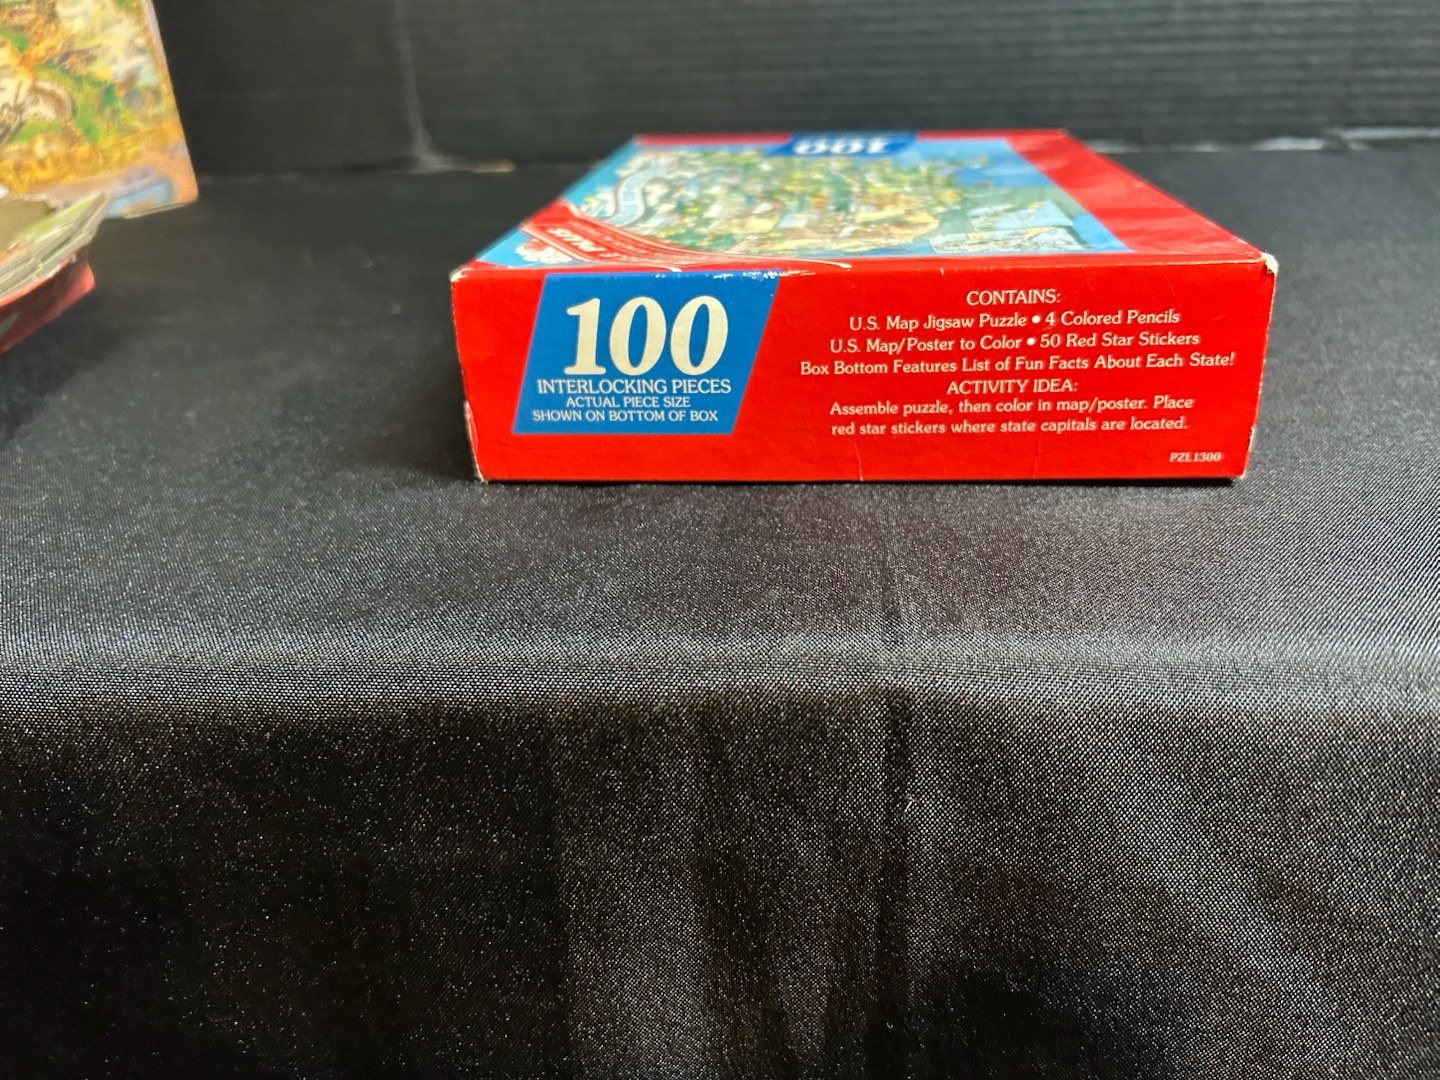 100
PLUS!
100
INTERLOCKING PIECES
ACTUAL PIECE SIZE
SHOWN ON BOTTOM OF BOX
CONTAINS:
U.S. Map Jigsaw Puzzle • 4 Colored Pencils
U.S. Map/Poster to Color • 50 Red Star Stickers
Box Bottom Features List of Fun Facts About Each State!
ACTIVITY IDEA:
Assemble puzzle, then color in map/poster. Place
red star stickers where state capitals are located.
PZL1300